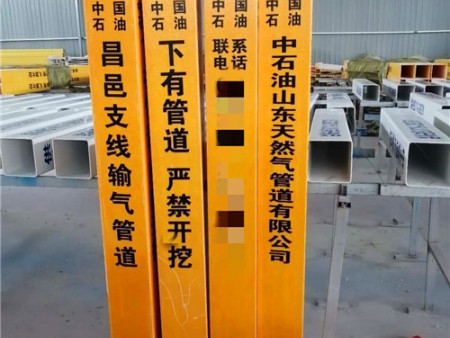 中国
石油
昌邑支线输气管道
中国
石油
下有管道 严禁开挖
中国
石油
联系
电话
中国
石油
中石油山东天然气管道有限公司